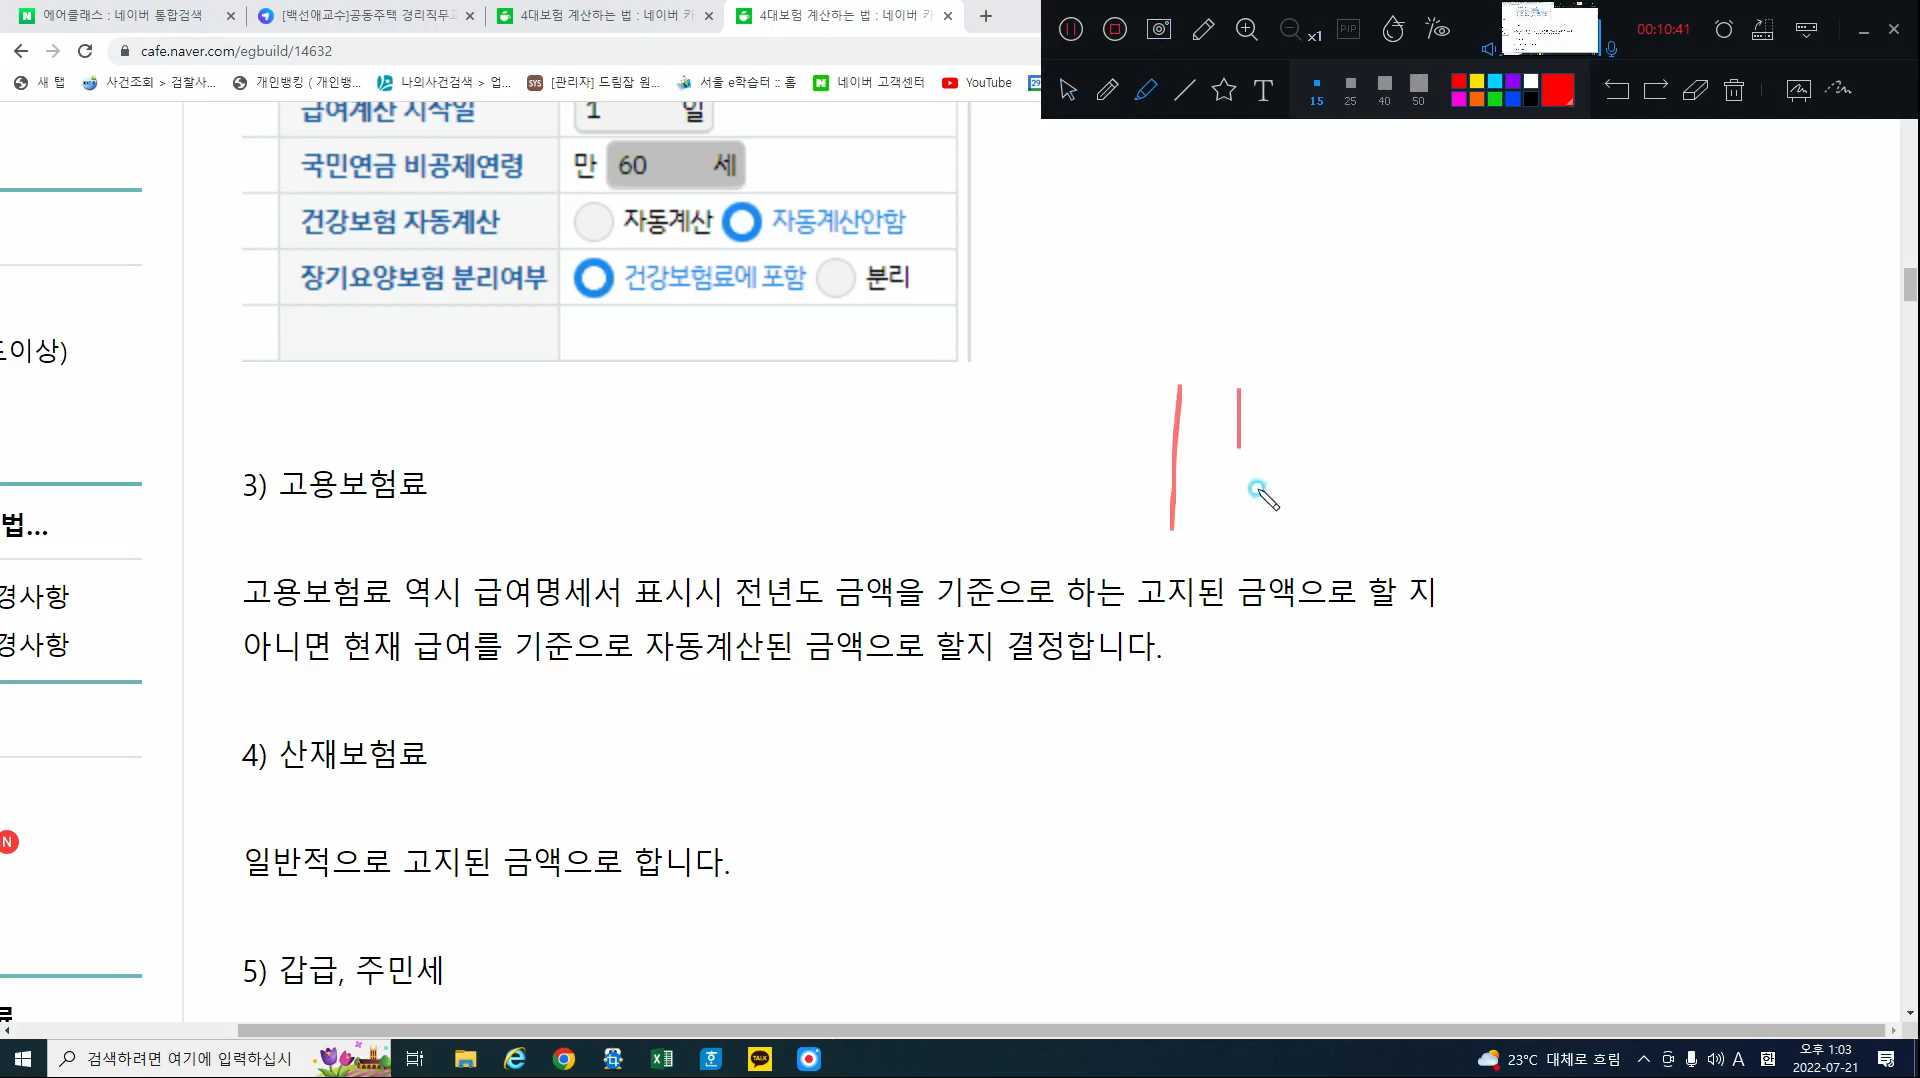 에어클래스 : 네이버 통합검색
[백선애교수]공동주택 경리직무고
4대보험 계산하는 법 : 네이버 카
4대보험 계산하는 법 : 네이버 카
cafe.naver.com/egbuild/14632
새 탭
사건조회 > 검찰사...
개인뱅킹 ( 개인뱅...
나의사건검색 > 업...
SYS
[관리자] 드림잡 원...
서울 e학습터 :: 홈
네이버 고객센터
YouTube
x1
PIP
00:10:41
15
25
40
50
급여계산 시작일
1 일
국민연금 비공제연령
만 60 세
건강보험 자동계산
자동계산 자동계산안함
장기요양보험 분리여부
건강보험료에 포함 분리
도이상)
법...
경사항
경사항
N
3) 고용보험료
고용보험료 역시 급여명세서 표시시 전년도 금액을 기준으로 하는 고지된 금액으로 할 지
아니면 현재 급여를 기준으로 자동계산된 금액으로 할지 결정합니다.
4) 산재보험료
일반적으로 고지된 금액으로 합니다.
5) 갑급, 주민세
검색하려면 여기에 입력하십시
TALK
23°C 대체로 흐림
A
한
오후 1:03
2022-07-21